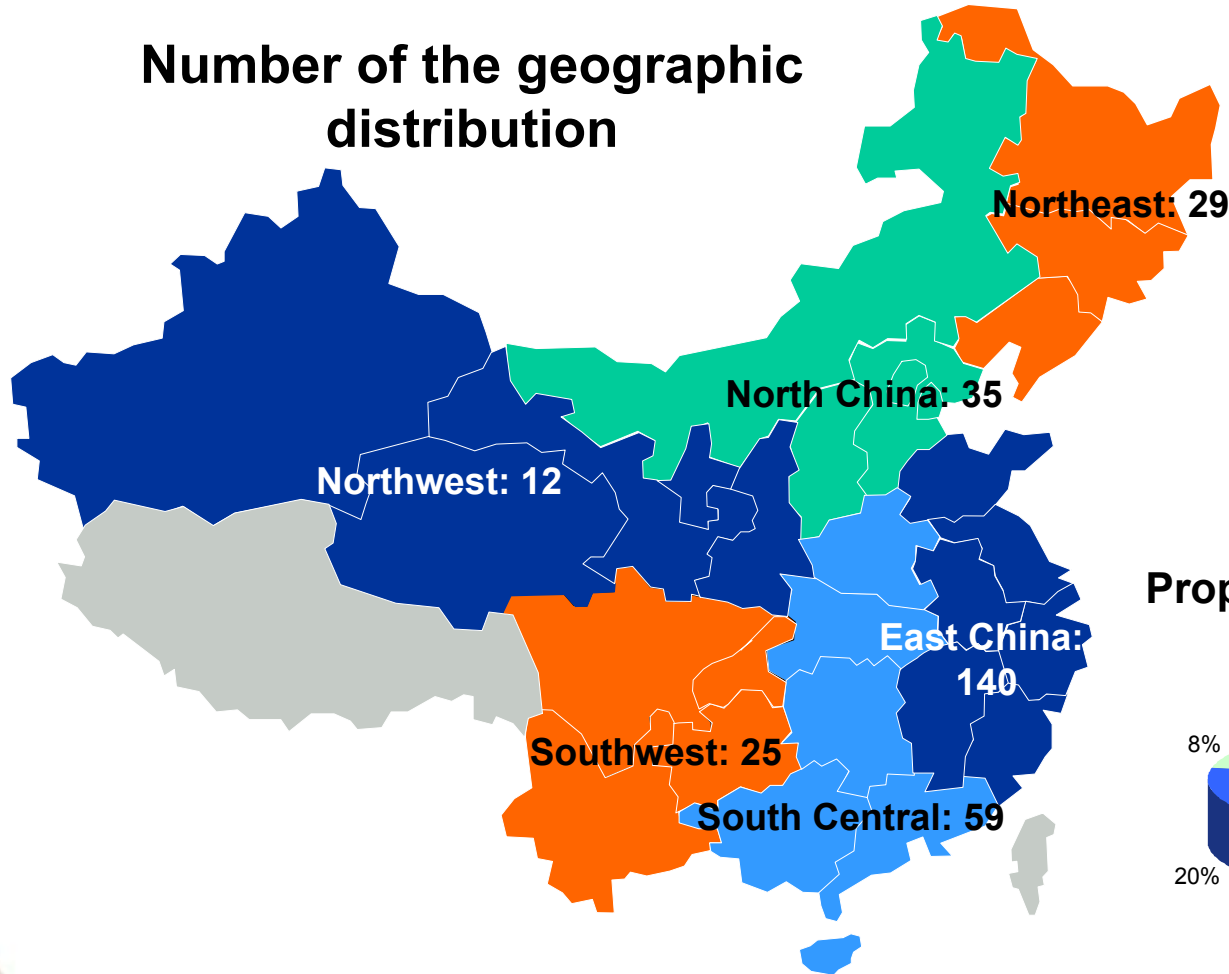 Number of the geographic
distribution
Northeast: 29
North China: 35
Northwest: 12
East China:
140
Southwest: 25
South Central: 59
8%
20%